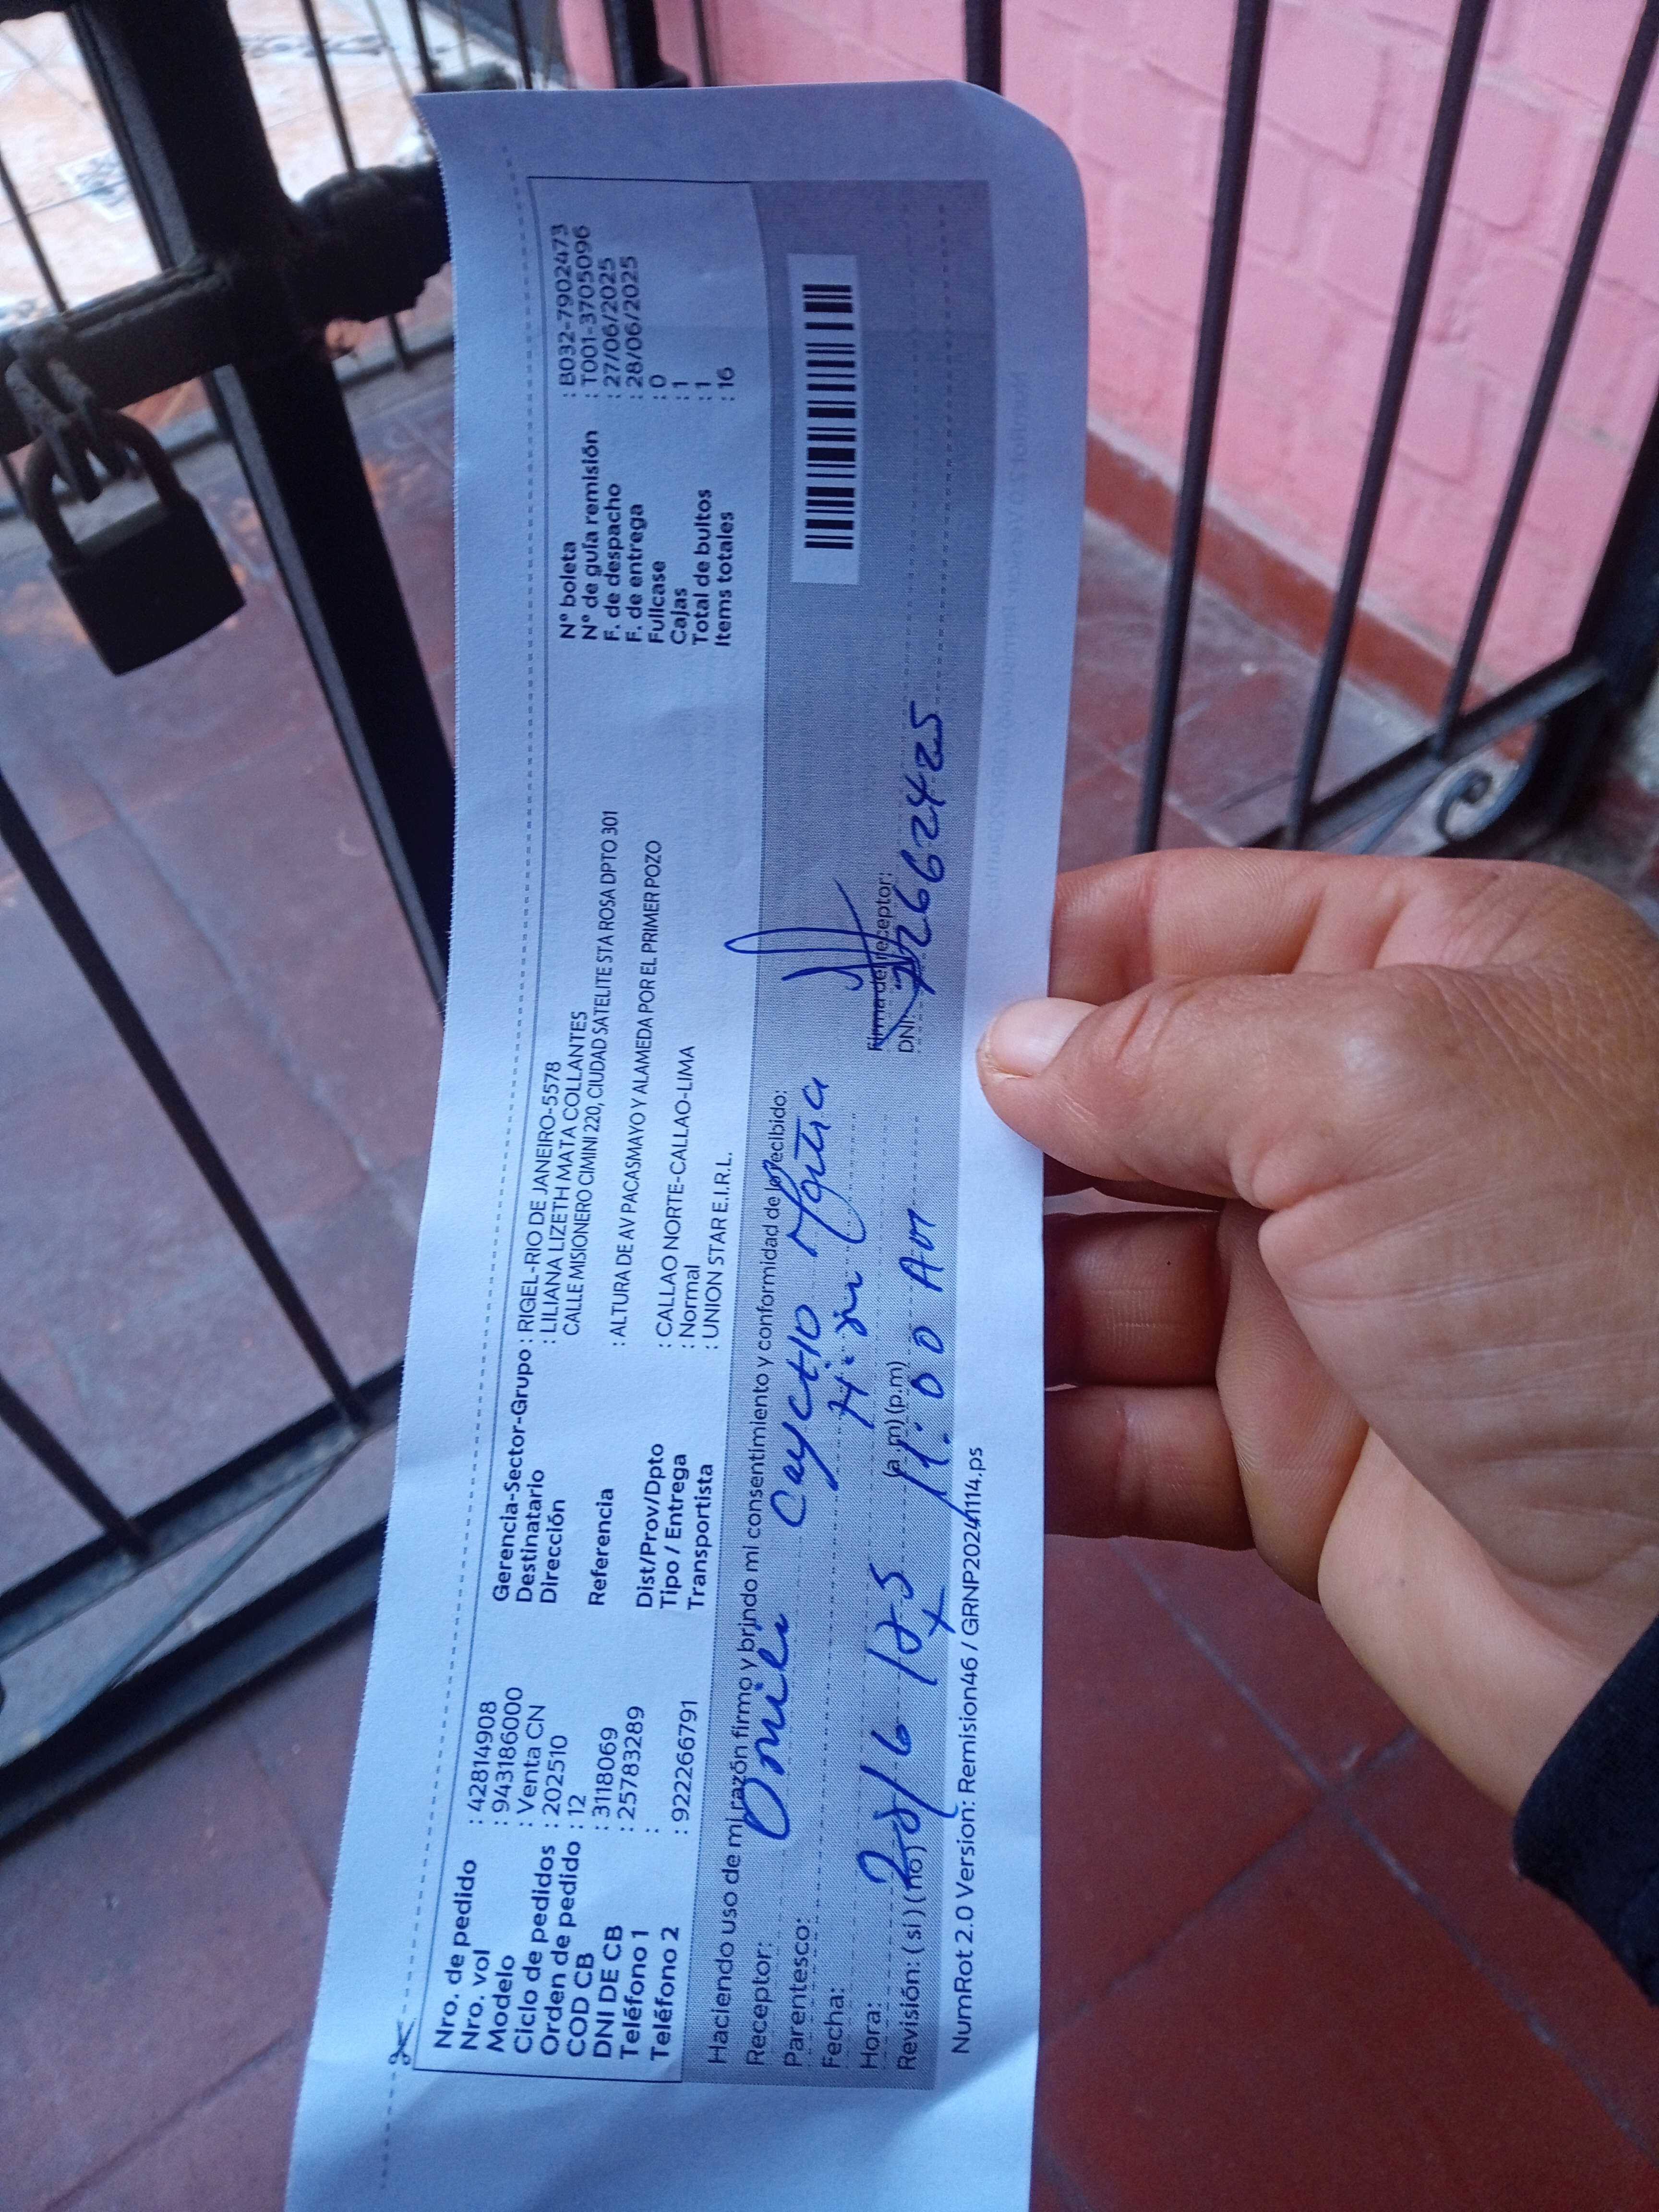 Nro. de pedido : 42814908
Nro. vol : 943186000
Modelo : Venta CN
Ciclo de pedidos : 202510
Orden de pedido : 12
COD CB : 3118069
DNI DE CB : 25783289
Teléfono 1 :
Teléfono 2 : 922266791
Gerencia-Sector-Grupo : RIGEL-RIO DE JANEIRO-5578
Destinatario : LILIANA LIZETH MATA COLLANTES
Dirección CALLE MISIONERO CIMINI 220, CIUDAD SATELITE STA ROSA DPTO 301
Referencia : ALTURA DE AV PACASMAYO Y ALAMEDA POR EL PRIMER POZO
Dist/Prov/Dpto : CALLAO NORTE-CALLAO-LIMA
Tipo / Entrega : Normal
Transportista : UNION STAR E.I.R.L.
N° boleta : B032-7902473
N° de guía remisión : T001-3705096
F. de despacho : 27/06/2025
F. de entrega : 28/06/2025
Fullcase : 0
Cajas : 1
Total de bultos : 1
Items totales : 16
Haciendo uso de mi razón firmo y brindo mi consentimiento y conformidad de recibido:
Receptor: Caycho
Parentesco:
Fecha: 28/6/25
Hora: (a.m) (p.m) 11:00 Am
Revisión: (si) (no)
Firma de receptor:
DNI: 72662425
NumRot 2.0 Version: Remision46 / GRNP20241114.ps